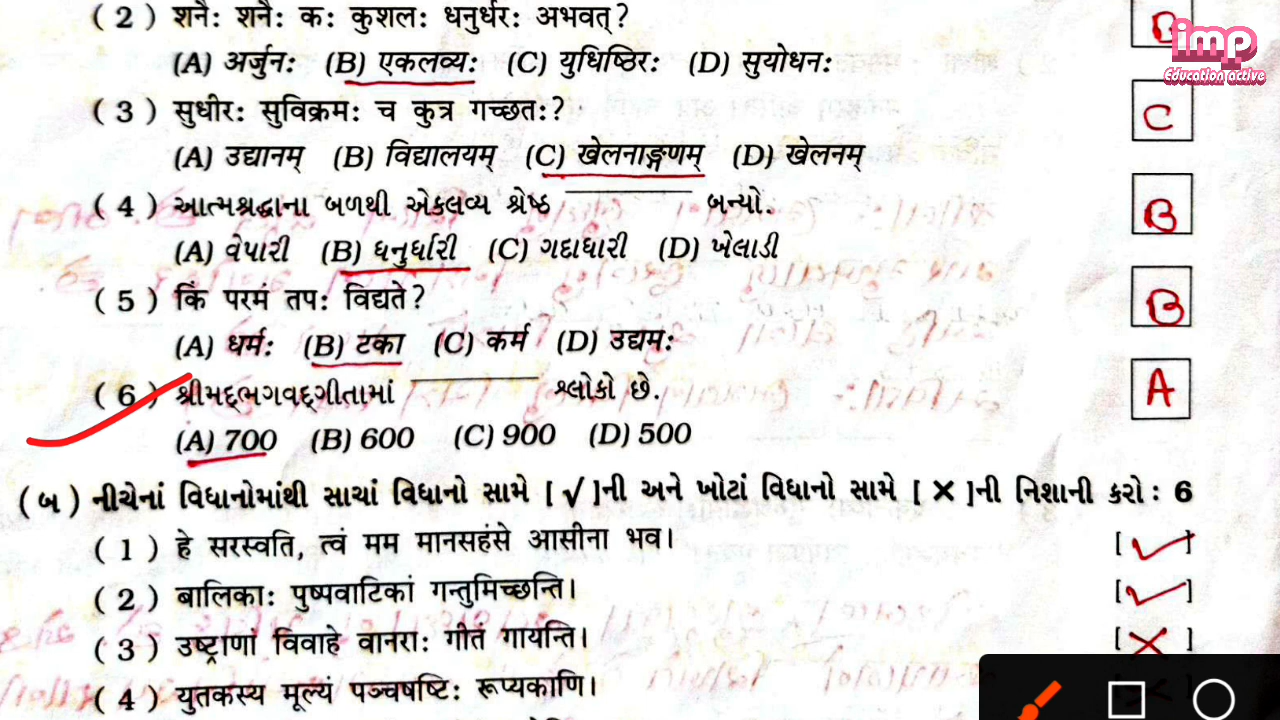 ( 2 ) शनैः शनैः कः कुशलः धनुर्धरः अभवत्? B
imp
Education active
(A) अर्जुनः (B) एकलव्यः (C) युधिष्ठिरः (D) सुयोधनः
( 3 ) सुधीरः सुविक्रमः च कुत्र गच्छतः? C
(A) उद्यानम् (B) विद्यालयम् (C) खेलनाङ्गणम् (D) खेलनम्
( 4 ) આત્મશ્રદ્ધાના બળથી એકલવ્ય શ્રેષ્ઠ ________ બન્યો. B
(A) વેપારી (B) ધનુર્ધારી (C) ગદાધારી (D) ખેલાડી
( 5 ) किं परमं तपः विद्यते? B
(A) धर्मः (B) टका (C) कर्म (D) उद्यमः
( 6 ) શ્રીમદ્ભગવદ્ગીતામાં ________ શ્લોકો છે. A
(A) 700 (B) 600 (C) 900 (D) 500
( બ ) નીચેનાં વિધાનોમાંથી સાચાં વિધાનો સામે [ √ ]ની અને ખોટાં વિધાનો સામે [ × ]ની નિશાની કરો : 6
( 1 ) हे सरस्वति, त्वं मम मानसहंसे आसीना भव। [ ✓ ]
( 2 ) बालिकाः पुष्पवाटिकां गन्तुमिच्छन्ति। [ ✓ ]
( 3 ) उष्ट्राणां विवाहे वानराः गीतं गायन्ति। [ × ]
( 4 ) युतकस्य मूल्यं पञ्चषष्टिः रूप्यकाणि।